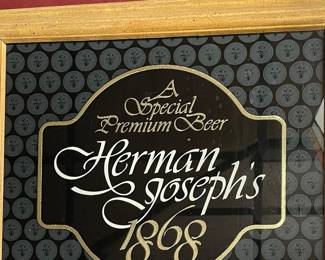 A
Special
Premium Beer
Herman
Joseph's
1868